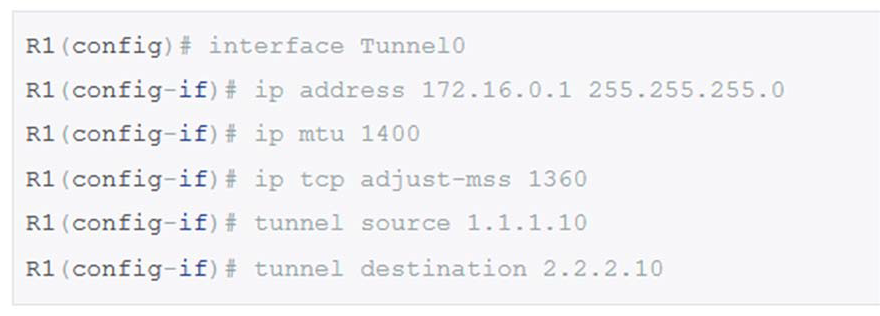 R1(config)# interface Tunnel0
R1(config-if)# ip address 172.16.0.1 255.255.255.0
R1(config-if)# ip mtu 1400
R1(config-if)# ip tcp adjust-mss 1360
R1(config-if)# tunnel source 1.1.1.10
R1(config-if)# tunnel destination 2.2.2.10